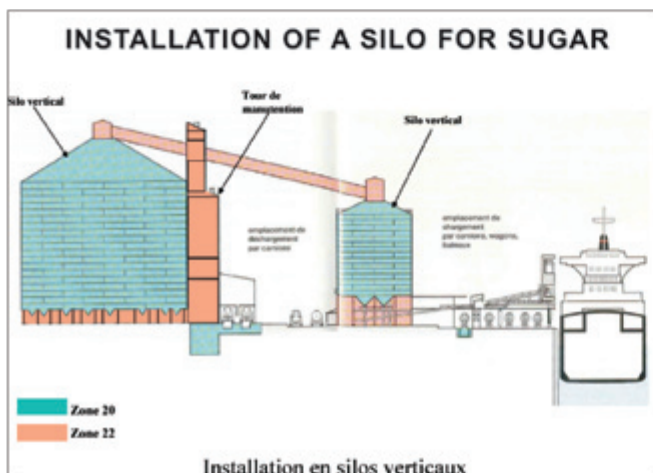 INSTALLATION OF A SILO FOR SUGAR
Silo vertical
Tour de
manutention
Silo vertical
emplacement de
déchargement
par camions
emplacement de
chargement
par camions, wagons,
bateaux
Zone 20
Zone 22
Installation en silos verticaux